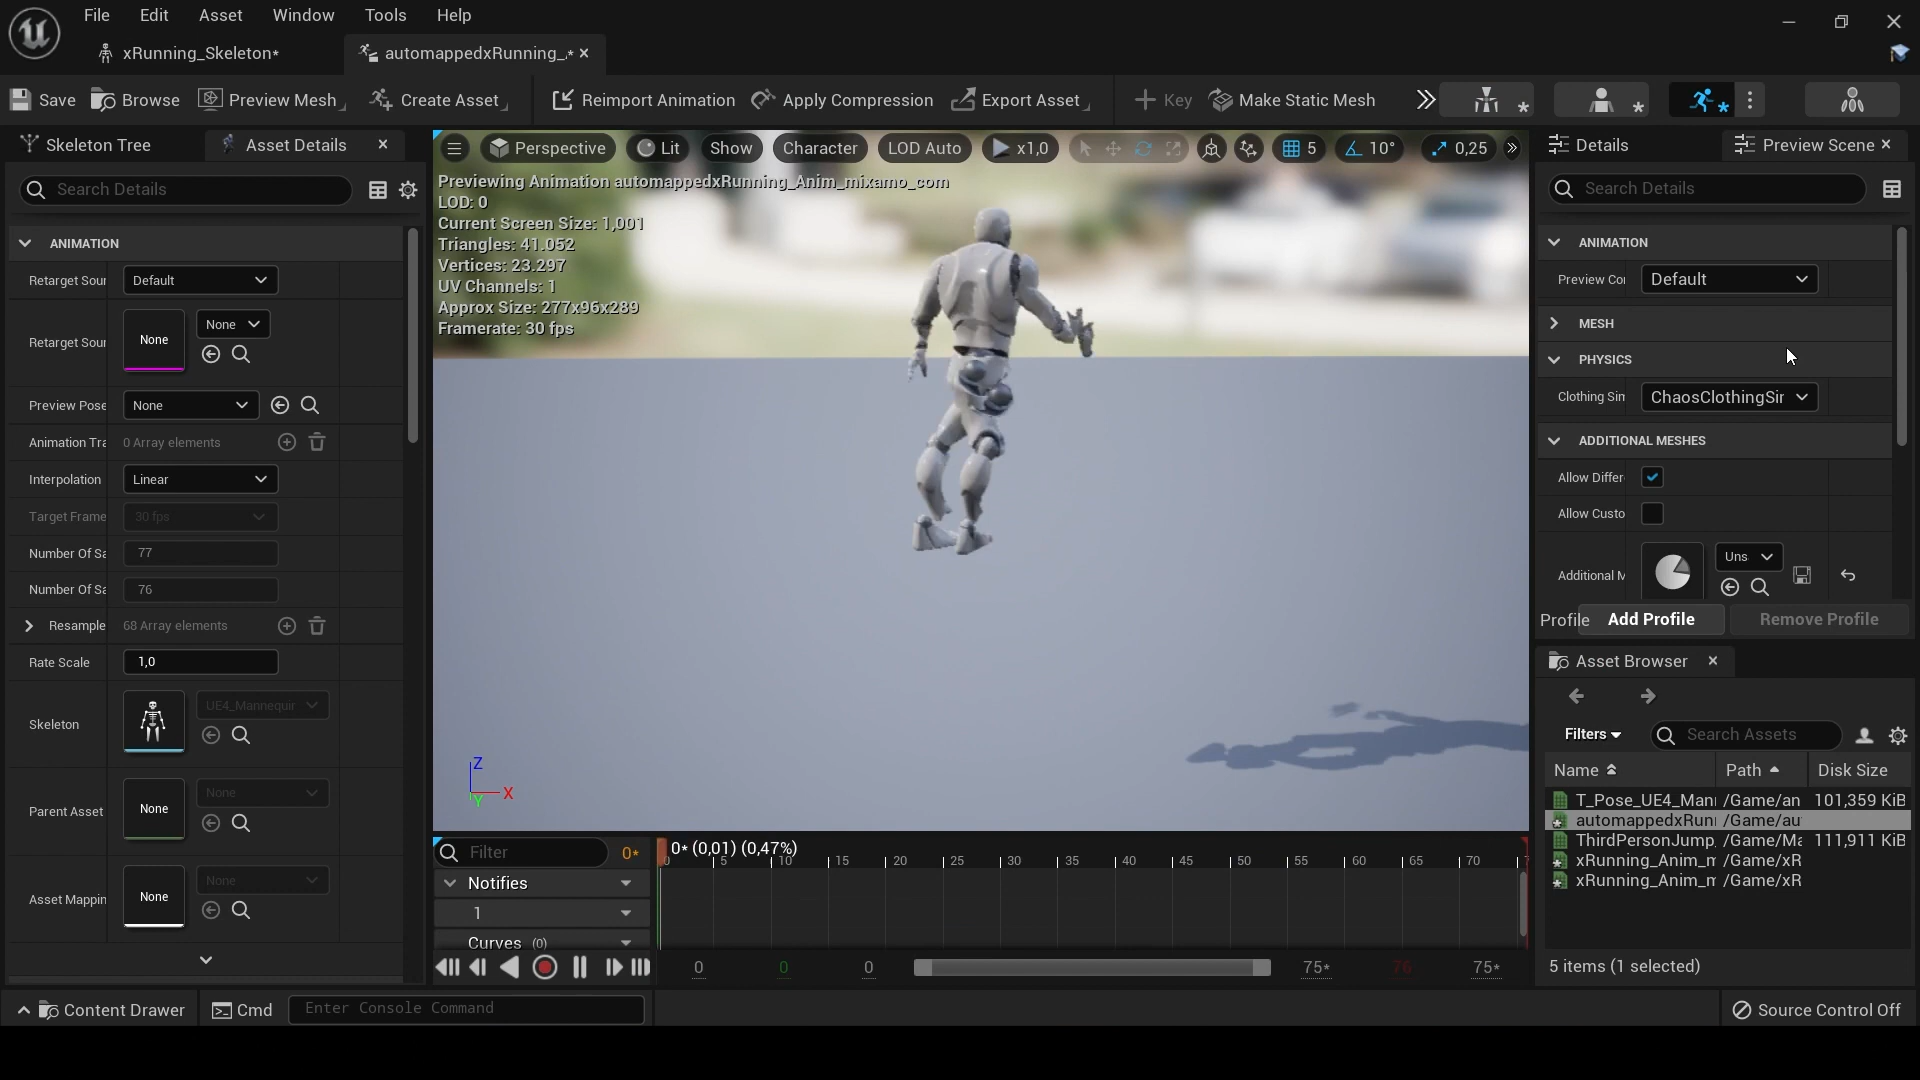 File Edit Asset Window Tools Help
xRunning_Skeleton* automappedxRunning_.*
Save Browse Preview Mesh Create Asset Reimport Animation Apply Compression Export Asset Key Make Static Mesh
Skeleton Tree Asset Details
Search Details
ANIMATION
Retarget Sour Default
Retarget Sour None None
Preview Pose None
Animation Tra 0 Array elements
Interpolation Linear
Target Frame 30 fps
Number Of Sa 77
Number Of Sa 76
Resample 68 Array elements
Rate Scale 1,0
Skeleton UE4_Mannequir
Parent Asset None None
Asset Mappin None None
Perspective Lit Show Character LOD Auto x1,0 5 10° 0,25
Previewing Animation automappedxRunning_Anim_mixamo_com
LOD: 0
Current Screen Size: 1,001
Triangles: 41.052
Vertices: 23.297
UV Channels: 1
Approx Size: 277x96x289
Framerate: 30 fps
Z
X
Y
Filter 0* 0* (0,01) (0,47%)
0 5 10 15 20 25 30 35 40 45 50 55 60 65 70 7
Notifies
1
Curves (0)
0 0 0 75* 76 75*
Details Preview Scene
Search Details
ANIMATION
Preview Cor Default
MESH
PHYSICS
Clothing Sim ChaosClothingSir
ADDITIONAL MESHES
Allow Differ
Allow Custo
Additional M Uns
Profile Add Profile Remove Profile
Asset Browser
Filters Search Assets
Name Path Disk Size
T_Pose_UE4_Mann /Game/an 101,359 KiB
automappedxRunn /Game/au
ThirdPersonJump_ /Game/Ma 111,911 KiB
xRunning_Anim_m /Game/xR
xRunning_Anim_m /Game/xR
5 items (1 selected)
Content Drawer Cmd Enter Console Command Source Control Off